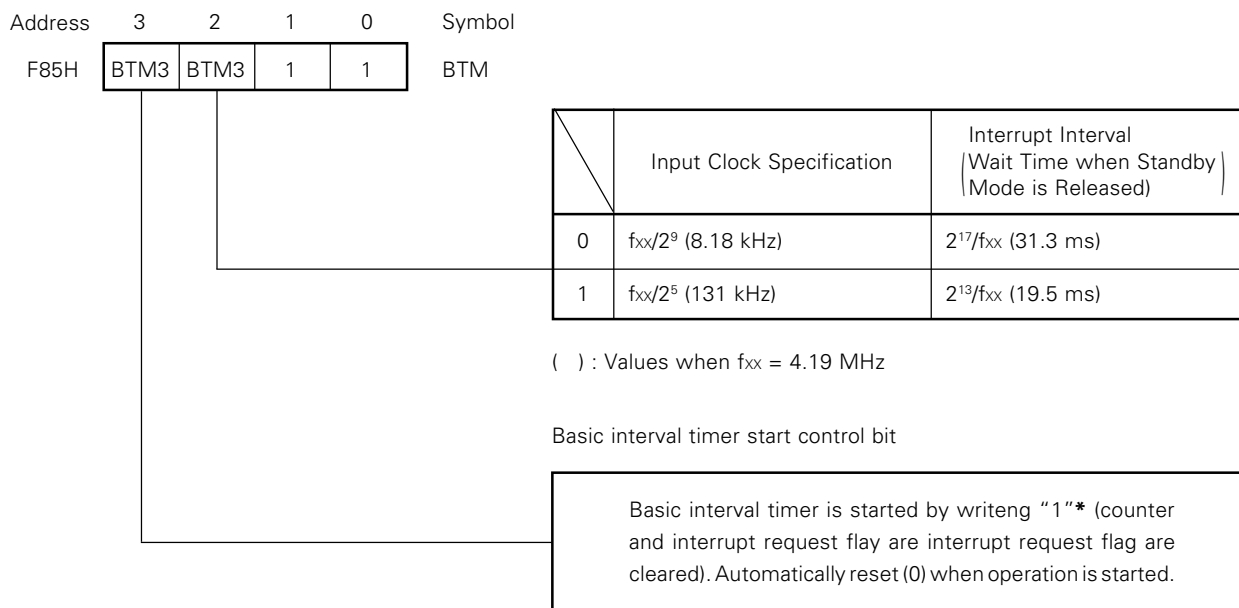 Address 3 2 1 0 Symbol
F85H BTM3 BTM3 1 1 BTM
Input Clock Specification
Interrupt Interval
(Wait Time when Standby
Mode is Released)
0 fxx/2⁹ (8.18 kHz) 2¹⁷/fxx (31.3 ms)
1 fxx/2⁵ (131 kHz) 2¹³/fxx (19.5 ms)
( ) : Values when fxx = 4.19 MHz
Basic interval timer start control bit
Basic interval timer is started by writeng "1"* (counter
and interrupt request flay are interrupt request flag are
cleared). Automatically reset (0) when operation is started.